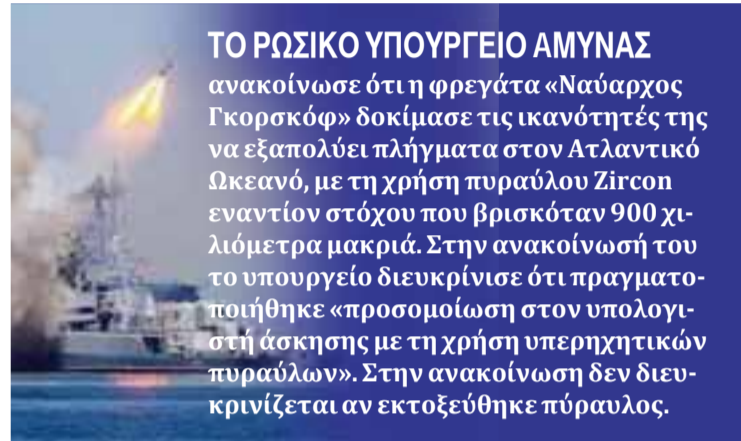 ΤΟ ΡΩΣΙΚΟ ΥΠΟΥΡΓΕΙΟ ΑΜΥΝΑΣ
ανακοίνωσε ότι η φρεγάτα «Ναύαρχος
Γκορσκόφ» δοκίμασε τις ικανότητές της
να εξαπολύει πλήγματα στον Ατλαντικό
Ωκεανό, με τη χρήση πυραύλου Zircon
εναντίον στόχου που βρισκόταν 900 χι-
λιόμετρα μακριά. Στην ανακοίνωσή του
το υπουργείο διευκρίνισε ότι πραγματο-
ποιήθηκε «προσομοίωση στον υπολογι-
στή άσκησης με τη χρήση υπερηχητικών
πυραύλων». Στην ανακοίνωση δεν διευ-
κρινίζεται αν εκτοξεύθηκε πύραυλος.